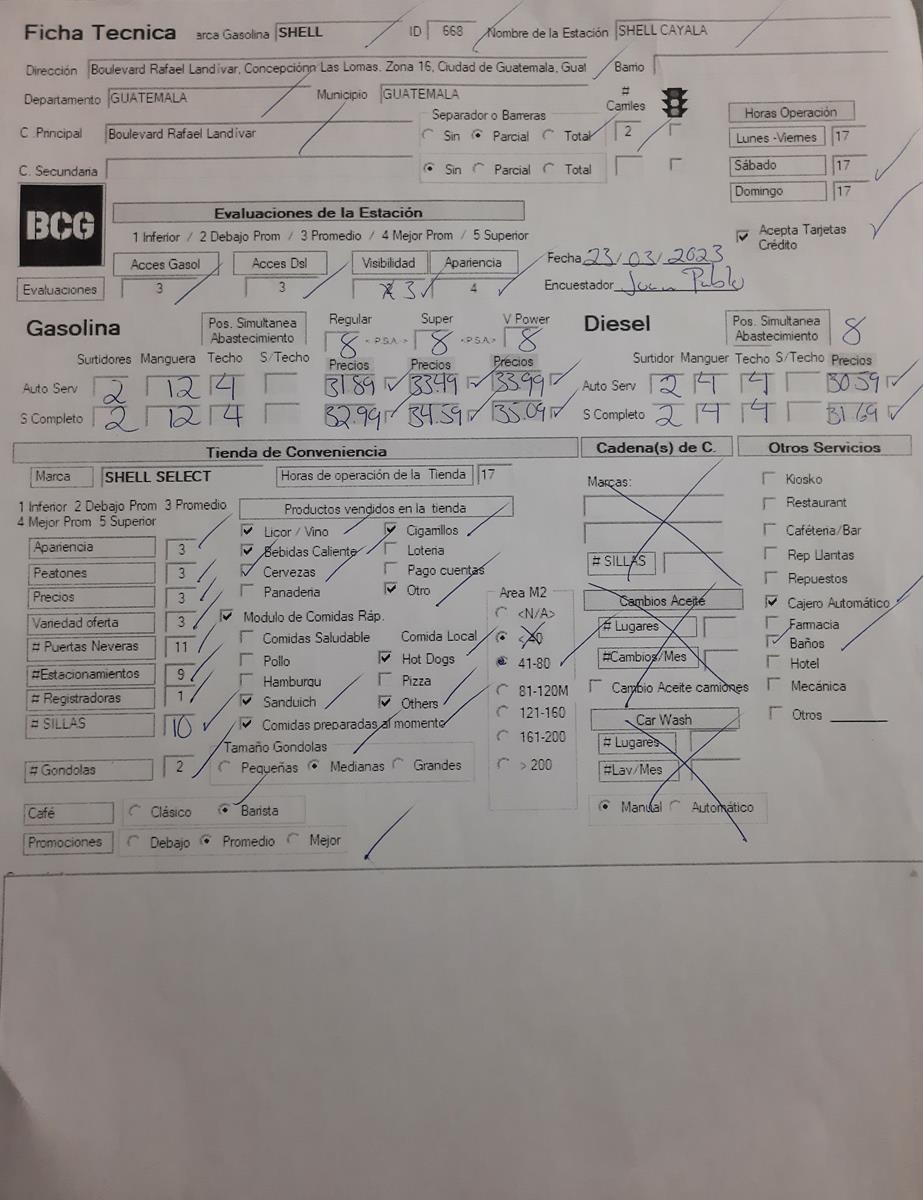 Ficha Tecnica arca Gasolina SHELL ID 668 Nombre de la Estación SHELL CAYALA
Dirección Boulevard Rafael Landívar, Concepciónn Las Lomas, Zona 16, Ciudad de Guatemala, Guat Barrio
Departamento GUATEMALA Municipio GUATEMALA # Carriles
C. Principal Boulevard Rafael Landívar Separador o Barreras Sin Parcial Total 2
C. Secundaria Sin Parcial Total
Horas Operación
Lunes -Viernes 17
Sábado 17
Domingo 17
BCG
Evaluaciones de la Estación
1 Inferior / 2 Debajo Prom / 3 Promedio / 4 Mejor Prom / 5 Superior
Acepta Tarjetas Crédito
Acces Gasol Acces Dsl Visibilidad Apariencia
Evaluaciones 3 3 3 4
Fecha 23/03/2023
Encuestador Juan Pablo
Gasolina Pos. Simultanea Abastecimiento Regular Super V Power
8 < P.S.A.> 8 <P.S.A.> 8
Surtidores Manguera Techo S/Techo Precios Precios Precios
Auto Serv 2 12 4 31.89 33.49 33.99
S Completo 2 12 4 32.99 34.59 35.09
Diesel Pos. Simultanea Abastecimiento 8
Surtidor Manguer Techo S/Techo Precios
Auto Serv 2 4 4 30.59
S Completo 2 4 4 31.69
Tienda de Conveniencia
Marca SHELL SELECT Horas de operación de la Tienda 17
1 Inferior 2 Debajo Prom 3 Promedio
4 Mejor Prom 5 Superior
Apariencia 3
Peatones 3
Precios 3
Variedad oferta 3
# Puertas Neveras 11
#Estacionamientos 9
# Registradoras 1
# SILLAS 10
# Gondolas 2
Productos vendidos en la tienda
Licor / Vino Cigarrillos
Bebidas Caliente Loteria
Cervezas Pago cuentas
Panaderia Otro
Modulo de Comidas Ráp.
Comidas Saludable Comida Local
Pollo Hot Dogs
Hamburqu Pizza
Sanduich Others
Comidas preparadas al momento
Tamaño Gondolas
Pequeñas Medianas Grandes
Area M2
<N/A>
<40
41-80
81-120M
121-160
161-200
> 200
Café Clásico Barista
Promociones Debajo Promedio Mejor
Cadena(s) de C.
Marcas:
# SILLAS
Cambios Aceite
# Lugares
#Cambios/Mes
Cambio Aceite camiones
Car Wash
# Lugares
#Lav/Mes
Manual Automático
Otros Servicios
Kiosko
Restaurant
Caféteria/Bar
Rep Llantas
Repuestos
Cajero Automático
Farmacia
Baños
Hotel
Mecánica
Otros